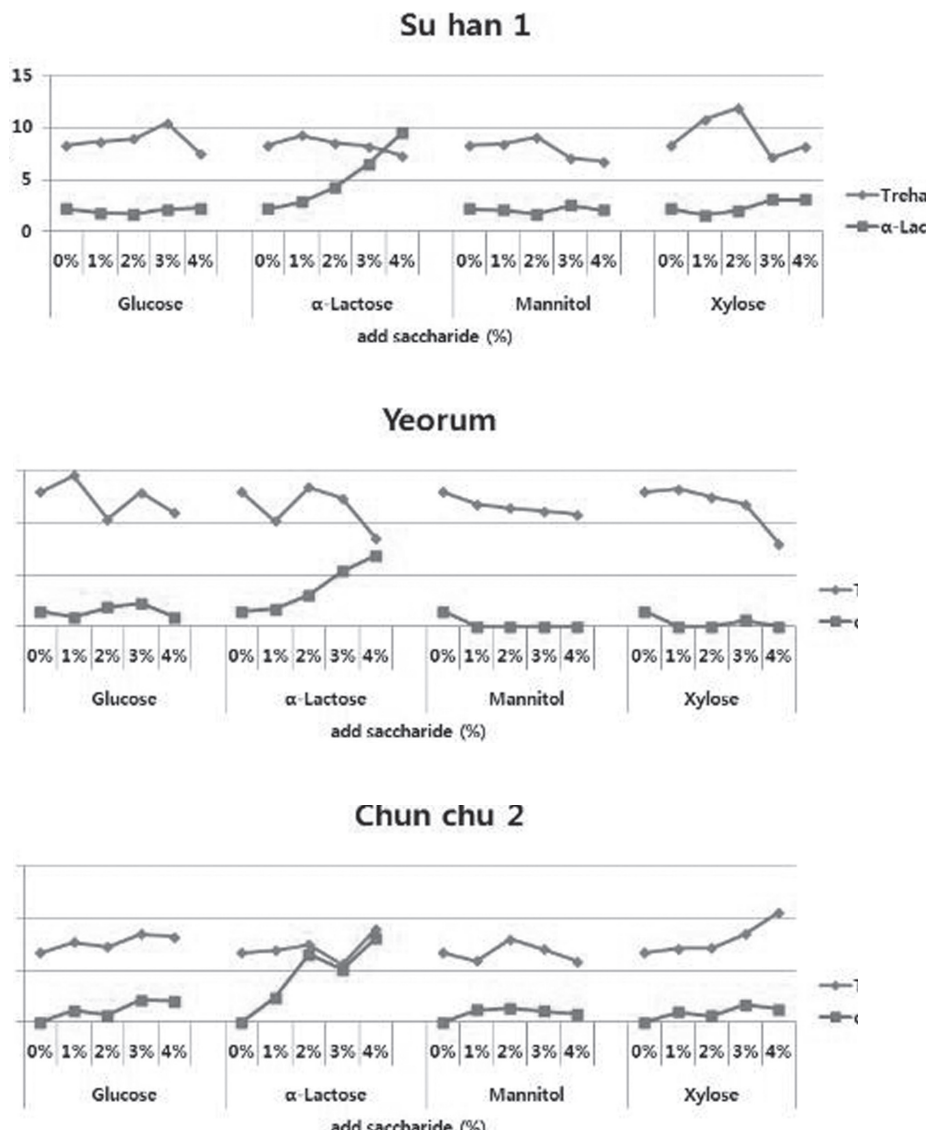 Su han 1
15
10
5
0
Treha
α-Lac
0% 1% 2% 3% 4% 0% 1% 2% 3% 4% 0% 1% 2% 3% 4% 0% 1% 2% 3% 4%
Glucose α-Lactose Mannitol Xylose
add saccharide (%)
Yeorum
0% 1% 2% 3% 4% 0% 1% 2% 3% 4% 0% 1% 2% 3% 4% 0% 1% 2% 3% 4%
Glucose α-Lactose Mannitol Xylose
add saccharide (%)
Chun chu 2
0% 1% 2% 3% 4% 0% 1% 2% 3% 4% 0% 1% 2% 3% 4% 0% 1% 2% 3% 4%
Glucose α-Lactose Mannitol Xylose
add saccharide (%)